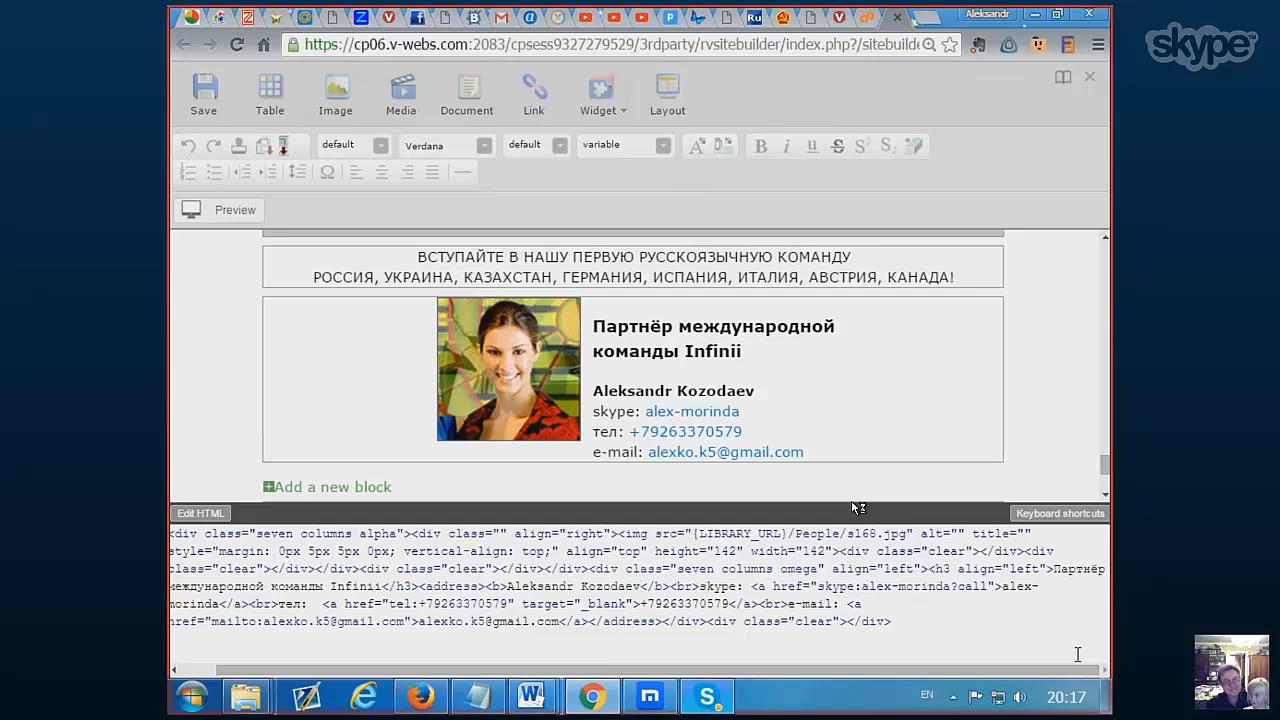 Aleksandr
skype™
https://cp06.v-webs.com:2083/cpsess9327279529/3rdparty/rvsitebuilder/index.php?/sitebuilde
Save Table Image Media Document Link Widget Layout
default Verdana default variable
Preview
ВСТУПАЙТЕ В НАШУ ПЕРВУЮ РУССКОЯЗЫЧНУЮ КОМАНДУ
РОССИЯ, УКРАИНА, КАЗАХСТАН, ГЕРМАНИЯ, ИСПАНИЯ, ИТАЛИЯ, АВСТРИЯ, КАНАДА!
Партнёр международной
команды Infinii
Aleksandr Kozodaev
skype: alex-morinda
тел: +79263370579
e-mail: alexko.k5@gmail.com
Add a new block
Edit HTML Keyboard shortcuts
<div class="seven columns alpha"><div class="" align="right"><img src="{LIBRARY_URL}/People/s168.jpg" alt="" title=""
style="margin: 0px 5px 5px 0px; vertical-align: top;" align="top" height="142" width="142"><div class="clear"></div><div
class="clear"></div></div><div class="clear"></div></div><div class="seven columns omega" align="left"><h3 align="left">Партнёр
международной команды Infinii</h3><address><b>Aleksandr Kozodaev</b><br>skype: <a href="skype:alex-morinda?call">alex-
morinda</a><br>тел: <a href="tel:+79263370579" target="_blank">+79263370579</a><br>e-mail: <a
href="mailto:alexko.k5@gmail.com">alexko.k5@gmail.com</a></address></div><div class="clear"></div>
EN 20:17